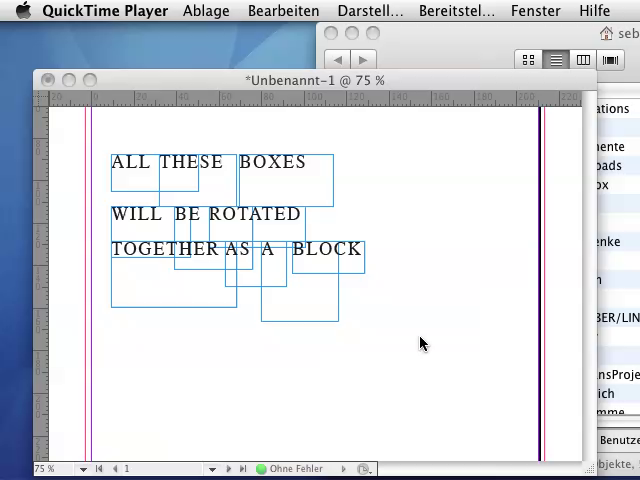 QuickTime Player Ablage Bearbeiten Darstell... Bereitstel... Fenster Hilfe
seb
*Unbenannt-1 @ 75 %
20 0 20 40 60 80 100 120 140 160 180 200 220
ALL THESE BOXES
WILL BE ROTATED
TOGETHER AS A BLOCK
ations
mente
oads
ox
enke
m
BER/LIN
ansProje
ich
mme
Benutze
bjekte,
75 % 1 Ohne Fehler